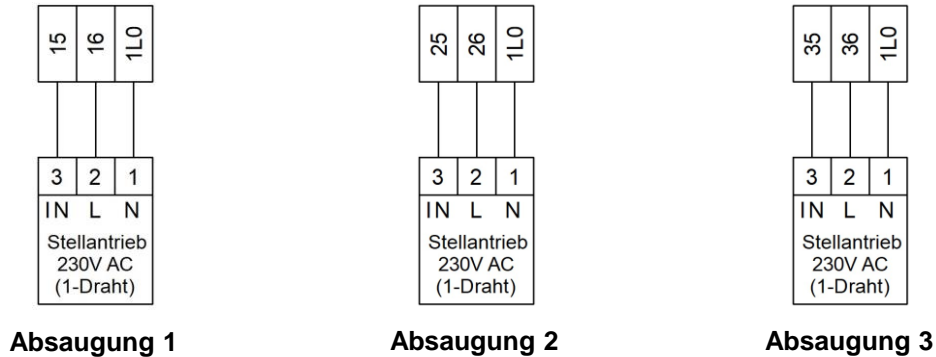 15 16 1L0
3 2 1
IN L N
Stellantrieb
230V AC
(1-Draht)
Absaugung 1
25 26 1L0
3 2 1
IN L N
Stellantrieb
230V AC
(1-Draht)
Absaugung 2
35 36 1L0
3 2 1
IN L N
Stellantrieb
230V AC
(1-Draht)
Absaugung 3